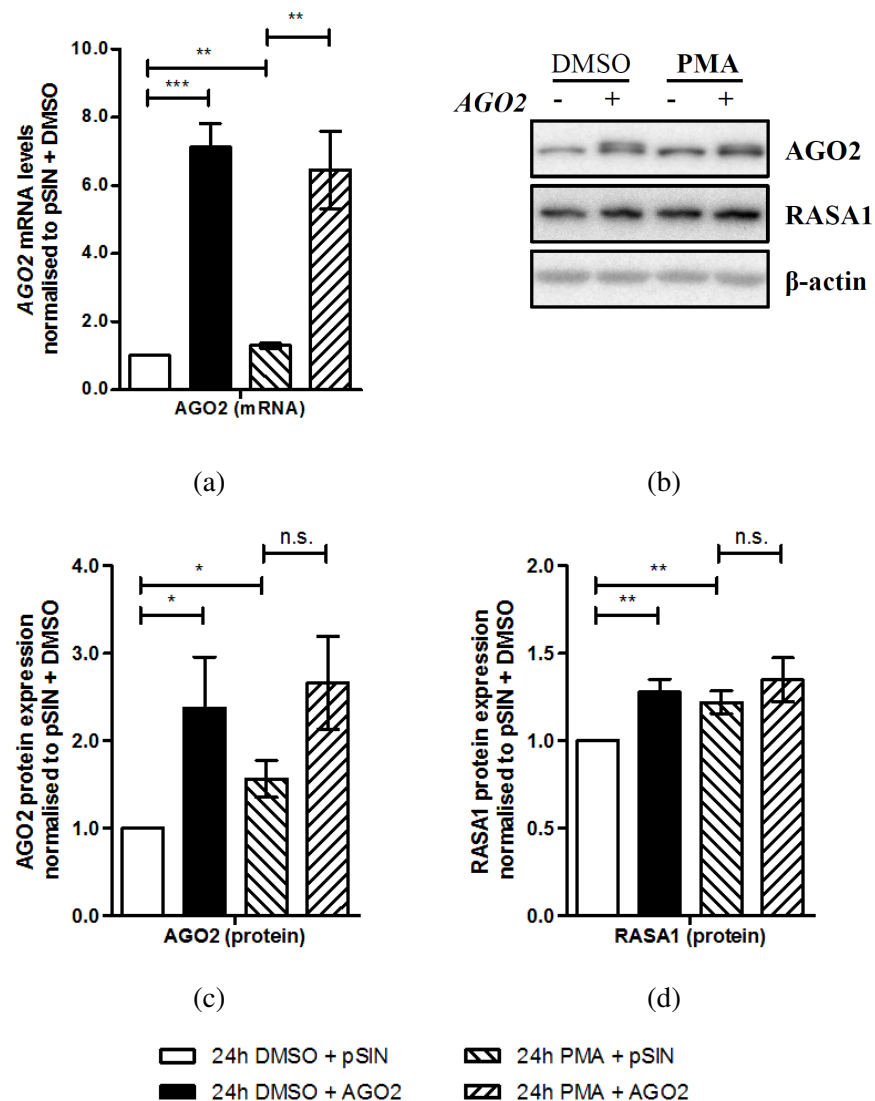 **
10.0
**
***
8.0
6.0
4.0
2.0
0.0
AGO2 mRNA levels
normalised to pSIN + DMSO
AGO2 (mRNA)
(a)
DMSO PMA
AGO2 - + - +
AGO2
RASA1
β-actin
(b)
n.s.
4.0
*
*
3.0
2.0
1.0
0.0
AGO2 protein expression
normalised to pSIN + DMSO
AGO2 (protein)
(c)
n.s.
2.0
**
**
1.5
1.0
0.5
0.0
RASA1 protein expression
normalised to pSIN + DMSO
RASA1 (protein)
(d)
24h DMSO + pSIN
24h PMA + pSIN
24h DMSO + AGO2
24h PMA + AGO2